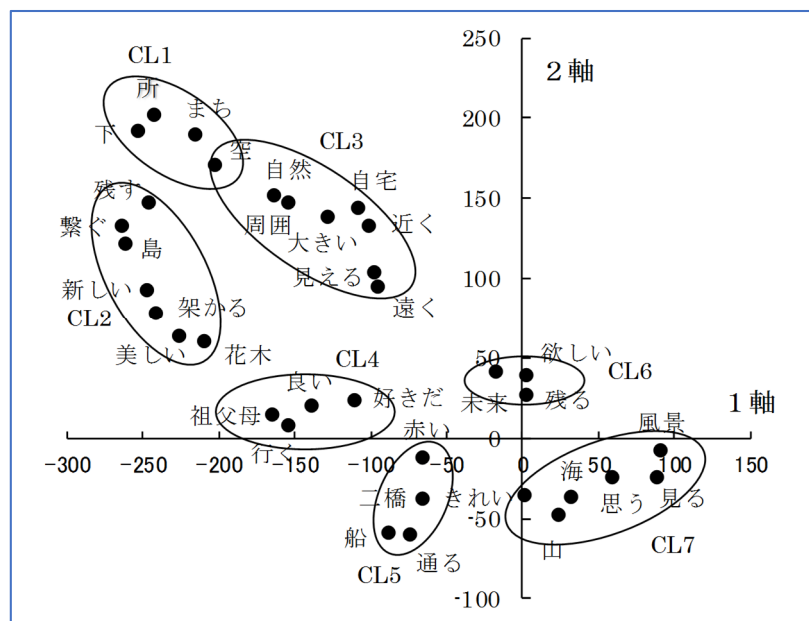 250
CL1
２軸
所
まち
200
下
空
CL3
自然
自宅
残す
150
繋ぐ
周囲
近く
大きい
島
見える
100
新しい
架かる
遠く
CL2
美しい
花木
CL4
50
欲しい
CL6
良い
好きだ
未来
残る
１軸
祖父母
行く
赤い
風景
-300
-250
-200
-150
-100
-50
0
0
50
100
150
海
二橋
きれい
思う
見る
-50
船
通る
山
CL7
CL5
-100